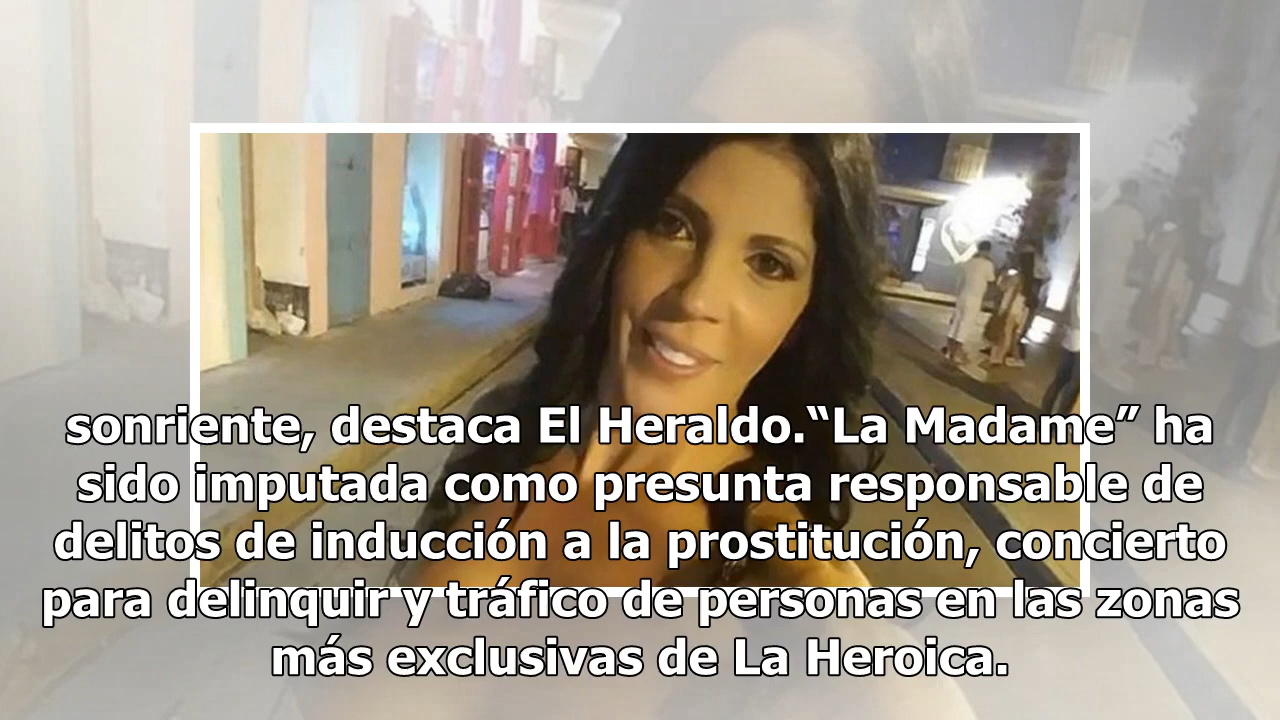 sonriente, destaca El Heraldo.“La Madame” ha
sido imputada como presunta responsable de
delitos de inducción a la prostitución, concierto
para delinquir y tráfico de personas en las zonas
más exclusivas de La Heroica.